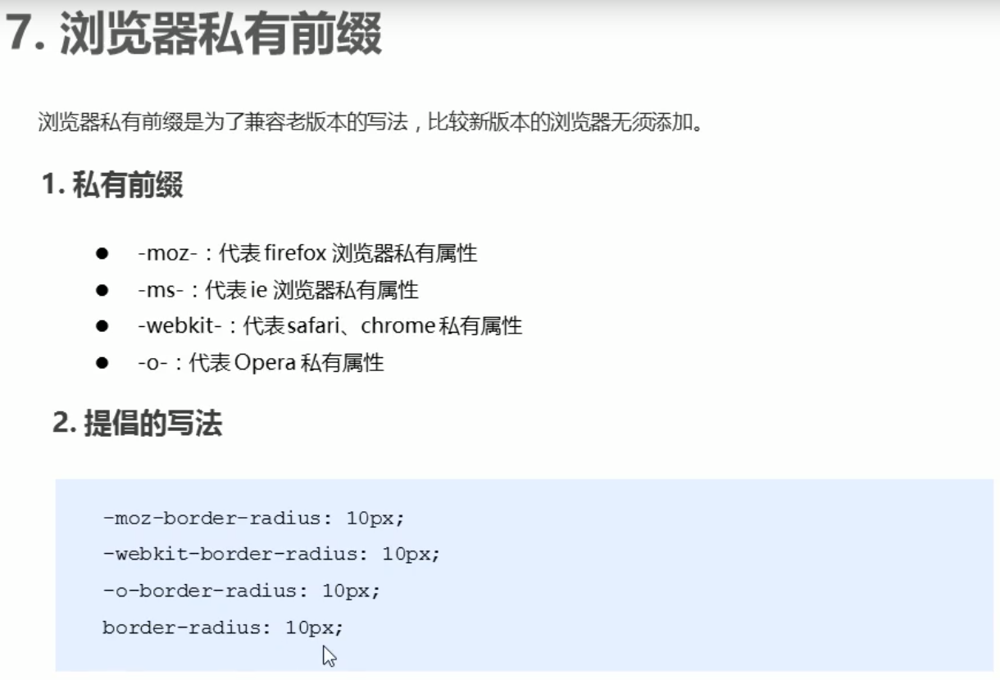 7. 浏览器私有前缀
浏览器私有前缀是为了兼容老版本的写法，比较新版本的浏览器无须添加。
1. 私有前缀
● -moz-：代表 firefox 浏览器私有属性
● -ms-：代表 ie 浏览器私有属性
● -webkit-：代表 safari、chrome 私有属性
● -o-：代表 Opera 私有属性
2. 提倡的写法
-moz-border-radius: 10px;
-webkit-border-radius: 10px;
-o-border-radius: 10px;
border-radius: 10px;